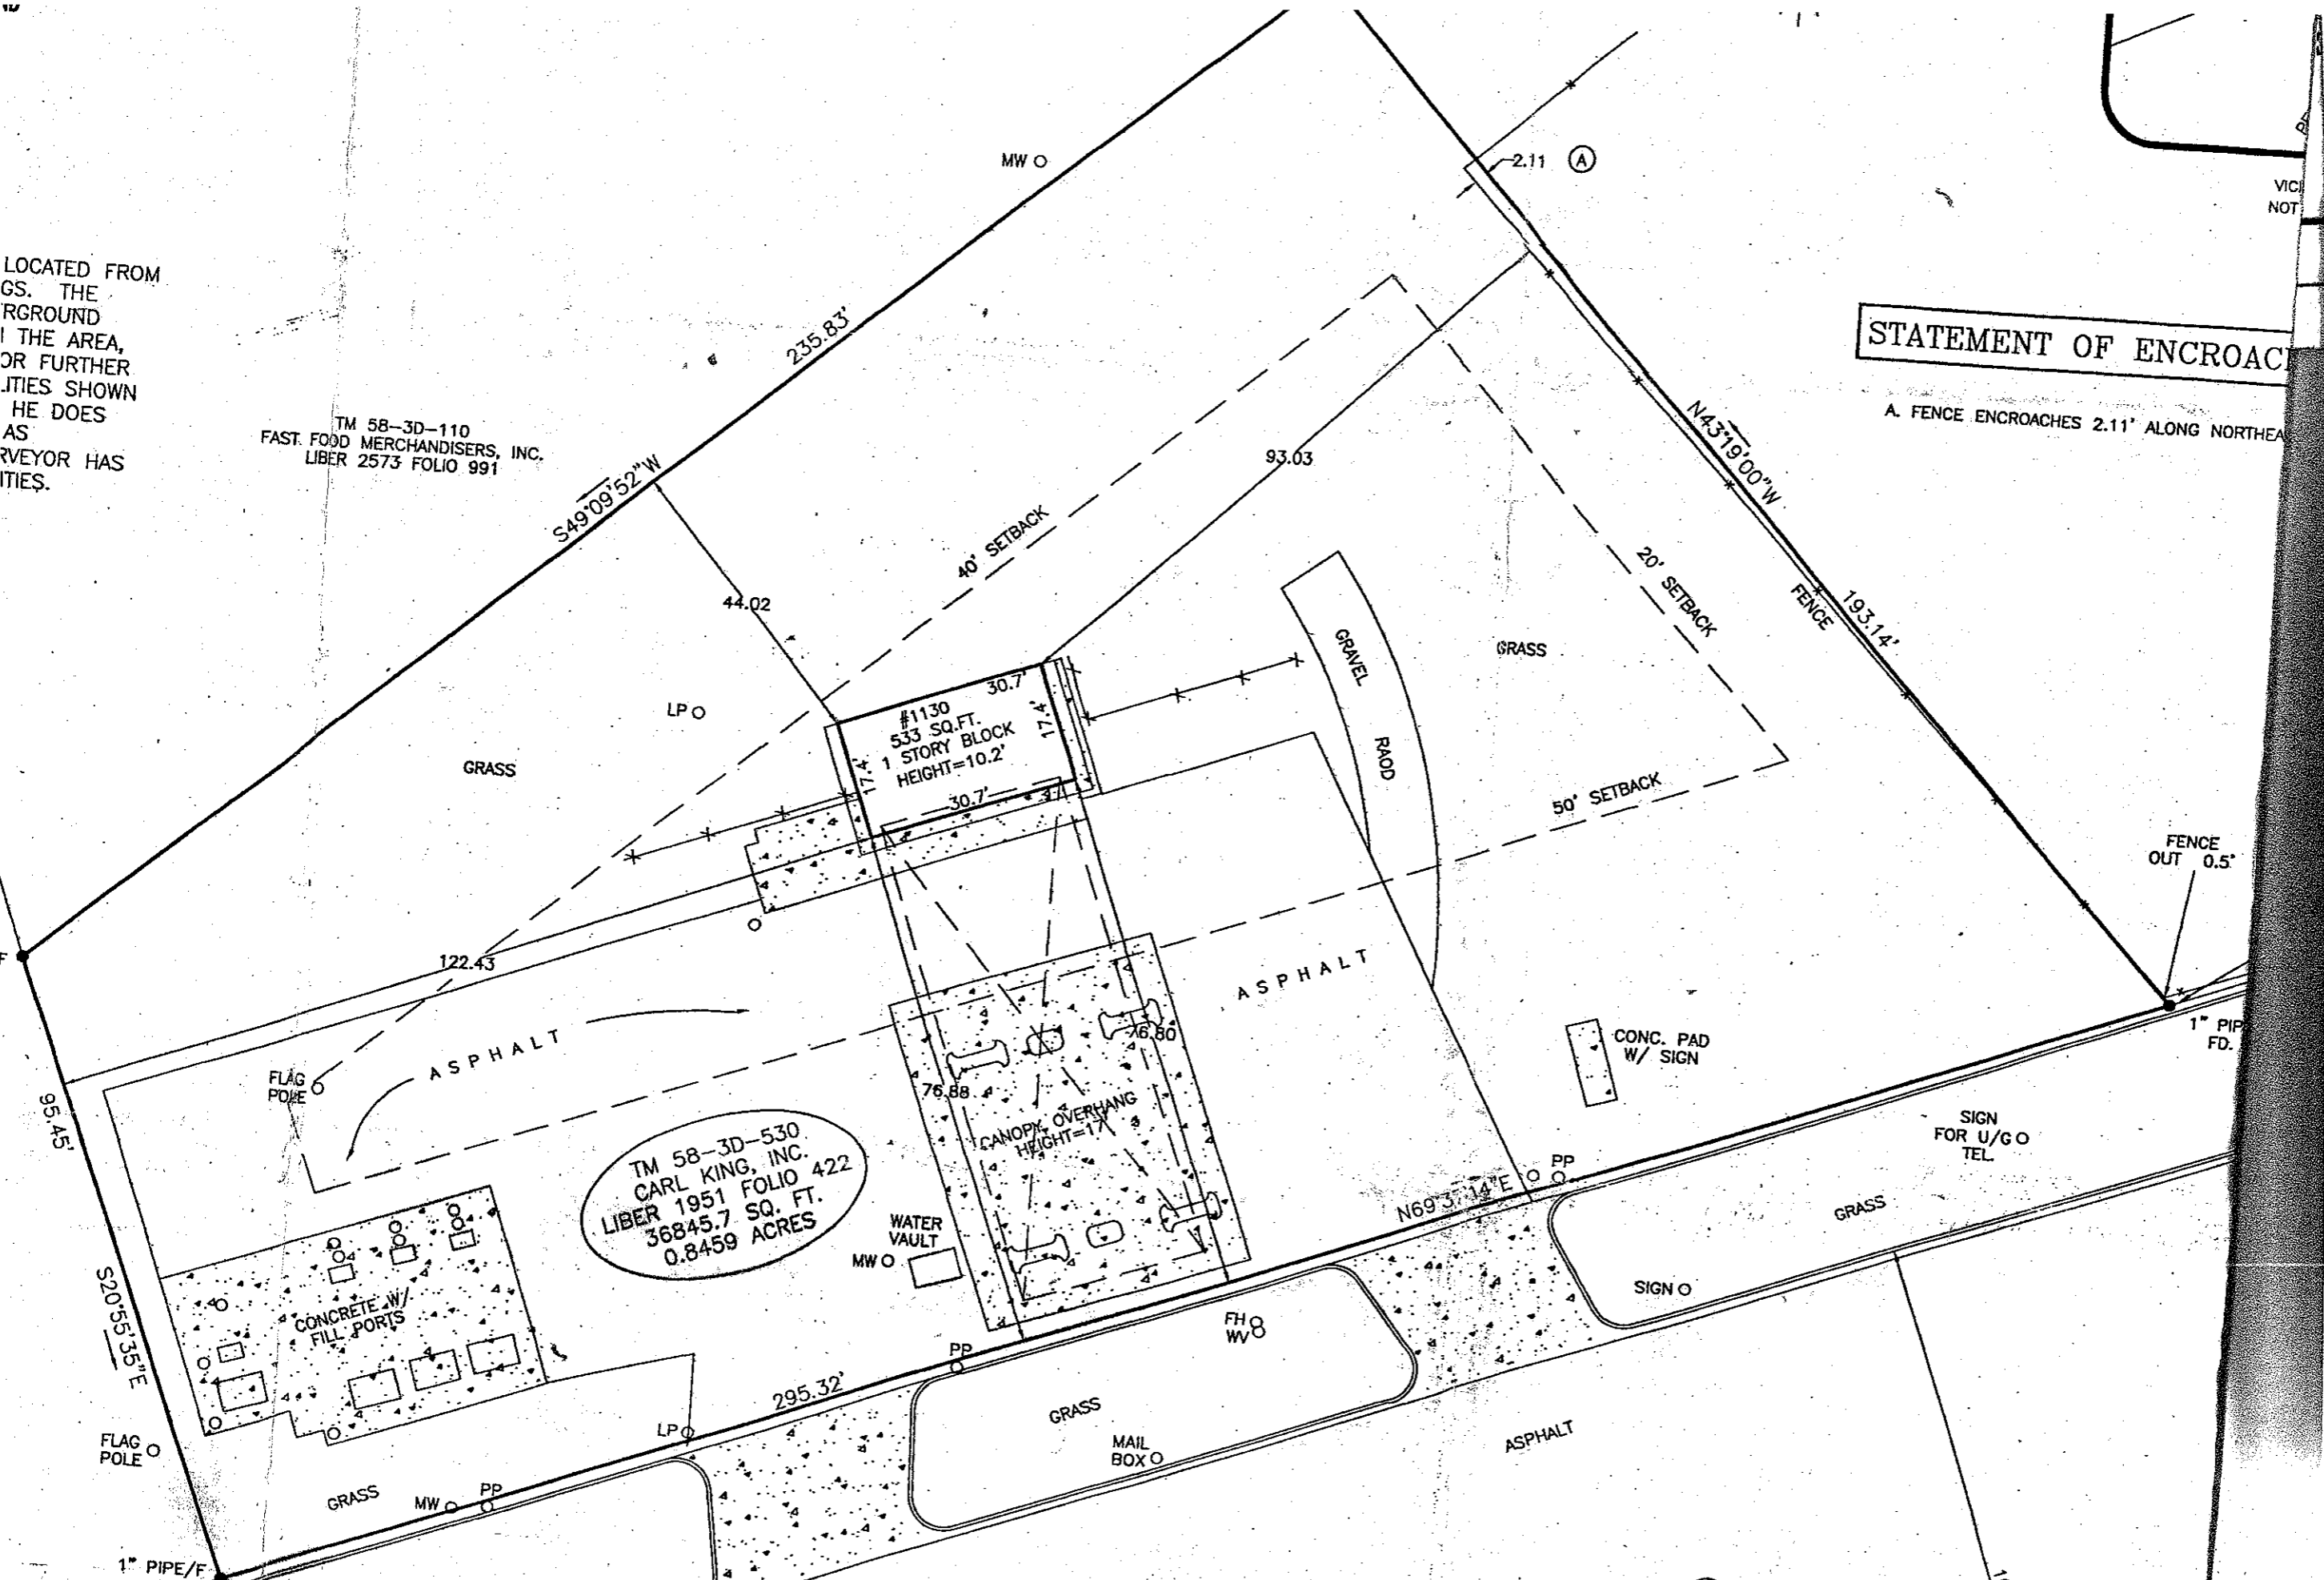 MW
2.11 A
VICI
NOT
LOCATED FROM
GS. THE
RGROUND
THE AREA,
OR FURTHER
ITIES SHOWN
HE DOES
AS
RVEYOR HAS
ITIES.
235.83'
STATEMENT OF ENCROAC
A. FENCE ENCROACHES 2.11' ALONG NORTHEA
TM 58-3D-110
FAST FOOD MERCHANDISERS, INC.
LIBER 2573 FOLIO 991
S49°09'52"W
93.03
N43°19'00"W
40' SETBACK
44.02
20' SETBACK
FENCE
193.14'
GRAVEL
RAOD
GRASS
LP
30.7'
#1130
533 SQ.FT.
1 STORY BLOCK
HEIGHT=10.2'
17.4'
17.4'
30.7'
GRASS
50' SETBACK
FENCE
OUT 0.5'
F
122.43
ASPHALT
ASPHALT
76.80
76.88
CONC. PAD
W/ SIGN
1" PIP
FD.
FLAG
POLE
95.45'
CANOPY OVERHANG
TM 58-3D-530
CARL KING, INC.
LIBER 1951 FOLIO 422
36845.7 SQ. FT.
0.8459 ACRES
SIGN
FOR U/G
TEL.
PP
GRASS
WATER
VAULT
MW
S20°55'35"E
CONCRETE W/
FILL PORTS
SIGN
FH
WV
PP
295.32'
GRASS
LP
MAIL
BOX
ASPHALT
FLAG
POLE
GRASS
MW
PP
1" PIPE/F